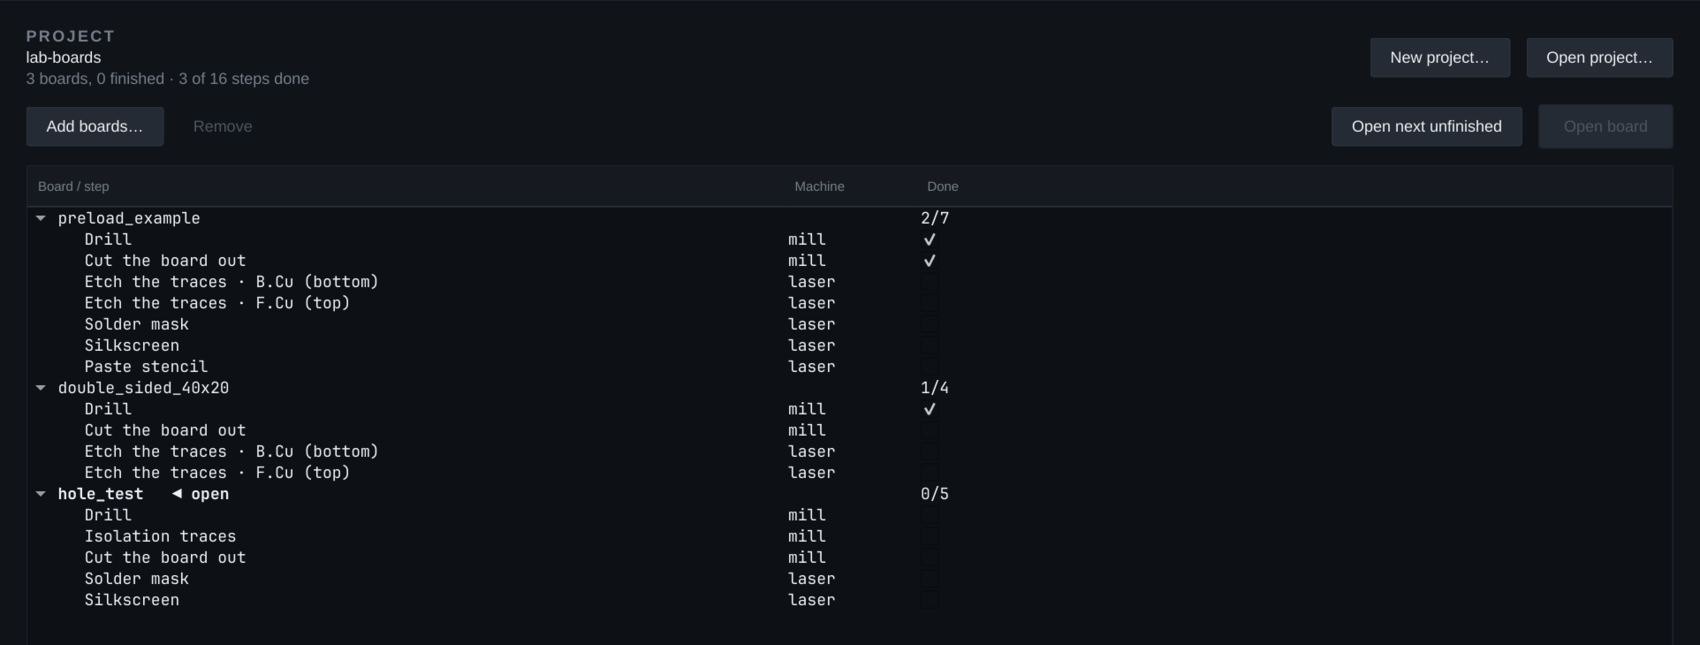 PROJECT
lab-boards
3 boards, 0 finished · 3 of 16 steps done
New project… Open project…
Add boards… Remove Open next unfinished Open board
Board / step Machine Done
preload_example 2/7
Drill mill ✓
Cut the board out mill ✓
Etch the traces · B.Cu (bottom) laser
Etch the traces · F.Cu (top) laser
Solder mask laser
Silkscreen laser
Paste stencil laser
double_sided_40x20 1/4
Drill mill ✓
Cut the board out mill
Etch the traces · B.Cu (bottom) laser
Etch the traces · F.Cu (top) laser
hole_test ◄ open 0/5
Drill mill
Isolation traces mill
Cut the board out mill
Solder mask laser
Silkscreen laser